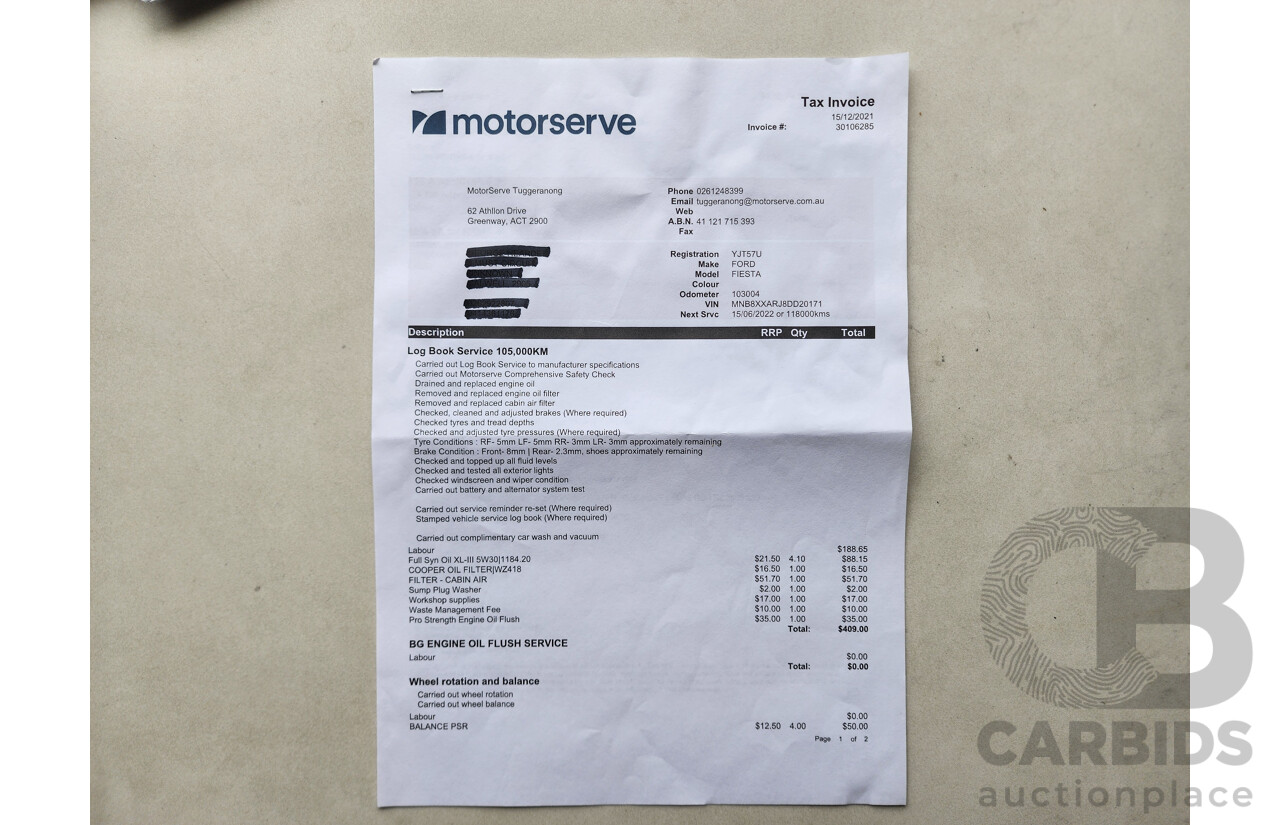 motorserve
Tax Invoice
15/12/2021
Invoice #: 30106285
MotorServe Tuggeranong
62 Athllon Drive
Greenway, ACT 2900
Phone 0261248399
Email tuggeranong@motorserve.com.au
Web
A.B.N. 41 121 715 393
Fax
Registration YJT57U
Make FORD
Model FIESTA
Colour
Odometer 103004
VIN MNB8XXARJ8DD20171
Next Srvc 15/06/2022 or 118000kms
Description RRP Qty Total
Log Book Service 105,000KM
Carried out Log Book Service to manufacturer specifications
Carried out Motorserve Comprehensive Safety Check
Drained and replaced engine oil
Removed and replaced engine oil filter
Removed and replaced cabin air filter
Checked, cleaned and adjusted brakes (Where required)
Checked tyres and tread depths
Checked and adjusted tyre pressures (Where required)
Tyre Conditions : RF- 5mm LF- 5mm RR- 3mm LR- 3mm approximately remaining
Brake Condition : Front- 8mm | Rear- 2.3mm, shoes approximately remaining
Checked and topped up all fluid levels
Checked and tested all exterior lights
Checked windscreen and wiper condition
Carried out battery and alternator system test
Carried out service reminder re-set (Where required)
Stamped vehicle service log book (Where required)
Carried out complimentary car wash and vacuum
Labour $188.65
Full Syn Oil XL-III 5W30|1184.20 $21.50 4.10 $88.15
COOPER OIL FILTER|WZ418 $16.50 1.00 $16.50
FILTER - CABIN AIR $51.70 1.00 $51.70
Sump Plug Washer $2.00 1.00 $2.00
Workshop supplies $17.00 1.00 $17.00
Waste Management Fee $10.00 1.00 $10.00
Pro Strength Engine Oil Flush $35.00 1.00 $35.00
Total: $409.00
BG ENGINE OIL FLUSH SERVICE
Labour $0.00
Total: $0.00
Wheel rotation and balance
Carried out wheel rotation
Carried out wheel balance
Labour $0.00
BALANCE PSR $12.50 4.00 $50.00
Page 1 of 2
CB
CARBIDS
auctionplace